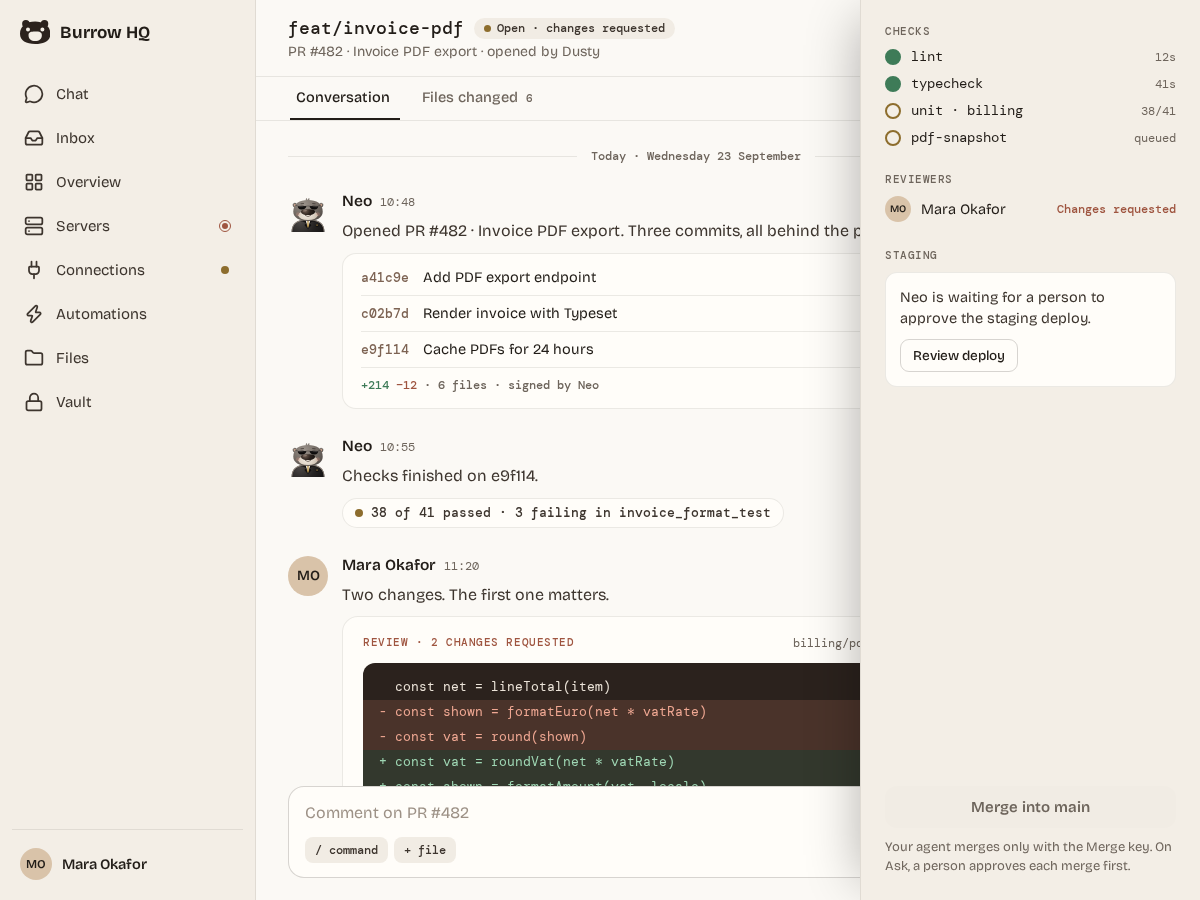 Burrow HQ
Chat
Inbox
Overview
Servers
Connections
Automations
Files
Vault
MO Mara Okafor
feat/invoice-pdf Open · changes requested
PR #482 · Invoice PDF export · opened by Dusty
Conversation Files changed 6
Today · Wednesday 23 September
Neo 10:48
Opened PR #482 · Invoice PDF export. Three commits, all behind the
a41c9e Add PDF export endpoint
c02b7d Render invoice with Typeset
e9f114 Cache PDFs for 24 hours
+214 −12 · 6 files · signed by Neo
Neo 10:55
Checks finished on e9f114.
38 of 41 passed · 3 failing in invoice_format_test
MO Mara Okafor 11:20
Two changes. The first one matters.
REVIEW · 2 CHANGES REQUESTED
const net = lineTotal(item)
- const shown = formatEuro(net * vatRate)
- const vat = round(shown)
+ const vat = roundVat(net * vatRate)
Comment on PR #482
/ command + file
CHECKS
lint 12s
typecheck 41s
unit · billing 38/41
pdf-snapshot queued
REVIEWERS
MO Mara Okafor Changes requested
STAGING
Neo is waiting for a person to
approve the staging deploy.
Review deploy
Merge into main
Your agent merges only with the Merge key. On
Ask, a person approves each merge first.